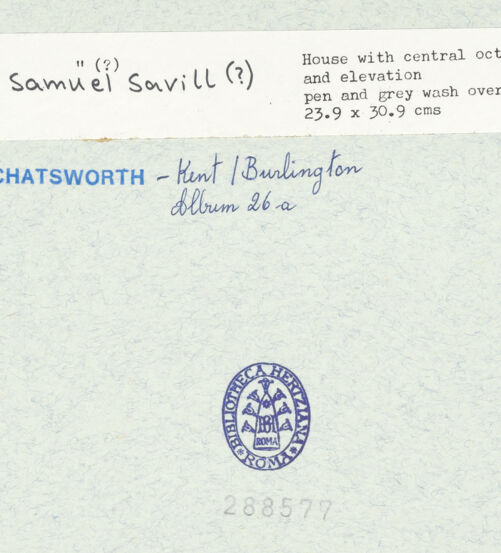 " (?)
Samuel Savill (?)
House with central oct
and elevation
pen and grey wash over
23.9 x 30.9 cms
CHATSWORTH - Kent / Burlington
Album 26-a
BIBLIOTHECA HERTZIANA
ROMA
*ROMA*
288577